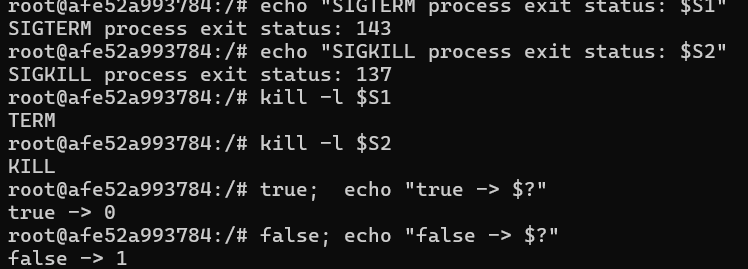 root@afe52a993784:/# echo "SIGTERM process exit status: $S1"
SIGTERM process exit status: 143
root@afe52a993784:/# echo "SIGKILL process exit status: $S2"
SIGKILL process exit status: 137
root@afe52a993784:/# kill -l $S1
TERM
root@afe52a993784:/# kill -l $S2
KILL
root@afe52a993784:/# true;  echo "true -> $?"
true -> 0
root@afe52a993784:/# false; echo "false -> $?"
false -> 1